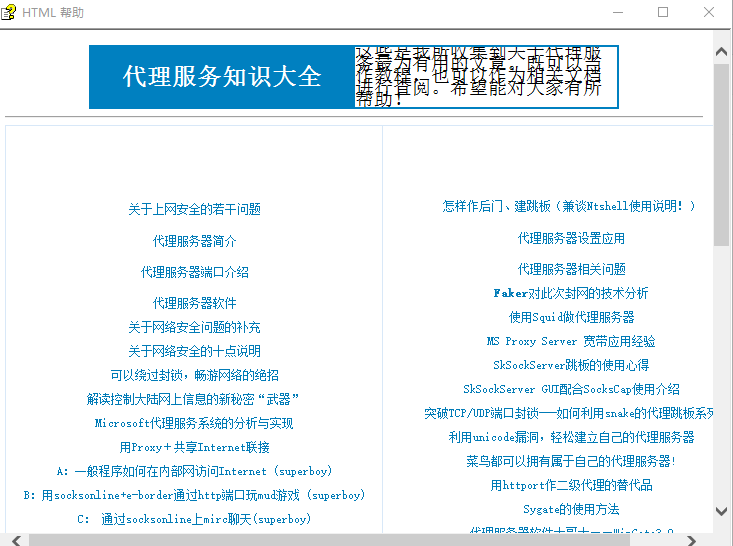 HTML 帮助
代理服务知识大全
这些是我所收集到关于代理服
务最为有用的文章。既可以当
作教程，也可以作为相关文档
进行查阅。希望能对大家有所
帮助！
关于上网安全的若干问题
代理服务器简介
代理服务器端口介绍
代理服务器软件
关于网络安全问题的补充
关于网络安全的十点说明
可以绕过封锁，畅游网络的绝招
解读控制大陆网上信息的新秘密“武器”
Microsoft代理服务系统的分析与实现
用Proxy＋共享Internet联接
A: 一般程序如何在内部网访问Internet (superboy)
B: 用socksonline+e-border通过http端口玩mud游戏 (superboy)
C: 通过socksonline上mirc聊天(superboy)
怎样作后门、建跳板（兼谈Ntshell使用说明！）
代理服务器设置应用
代理服务器相关问题
Faker对此次封网的技术分析
使用Squid做代理服务器
MS Proxy Server 宽带应用经验
SkSockServer跳板的使用心得
SkSockServer GUI配合SocksCap使用介绍
突破TCP/UDP端口封锁──如何利用snake的代理跳板系列
利用unicode漏洞，轻松建立自己的代理服务器
菜鸟都可以拥有属于自己的代理服务器!
用httport作二级代理的替代品
Sygate的使用方法
代理服务器软件大哥大－－WinGate3.0